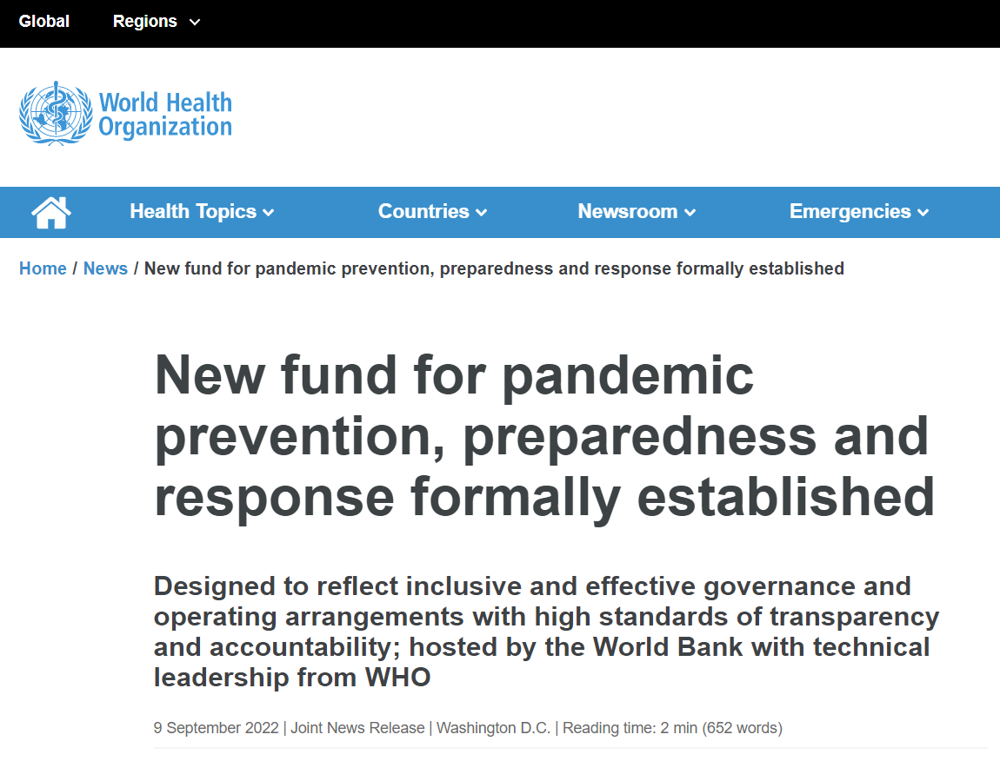 Global Regions
World Health
Organization
Health Topics Countries Newsroom Emergencies
Home / News / New fund for pandemic prevention, preparedness and response formally established
New fund for pandemic
prevention, preparedness and
response formally established
Designed to reflect inclusive and effective governance and
operating arrangements with high standards of transparency
and accountability; hosted by the World Bank with technical
leadership from WHO
9 September 2022 | Joint News Release | Washington D.C. | Reading time: 2 min (652 words)